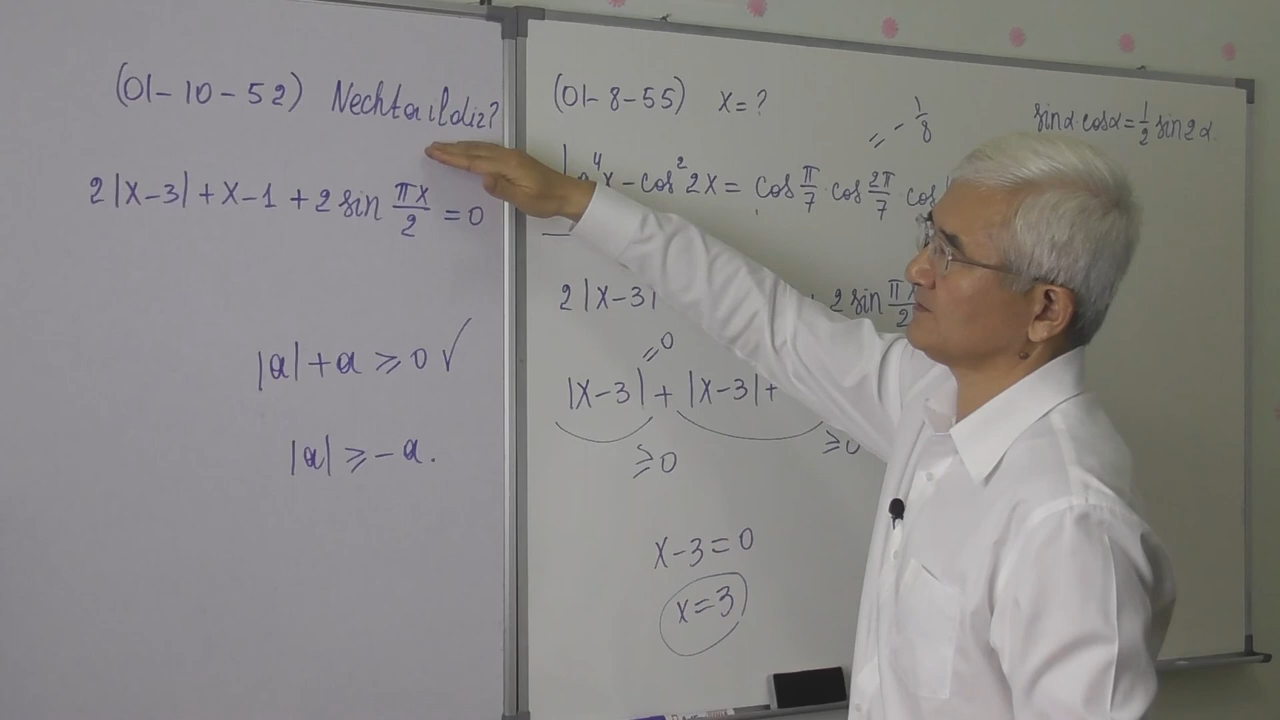 (01-10-52) Nechta ildiz?
2|x-3| + x-1 + 2 sin πx/2 = 0
|a| + a ≥ 0 ✓
|a| ≥ -a.
(01-8-55) x = ?
= -1/8
sinα cosα = 1/2 sin2α
⁴x - cos²2x = cos π/7 · cos 2π/7 cos
2|x-3| 2 sin πx/2
= 0
|x-3| + |x-3| +
≥0 ≥0
x-3 = 0
x = 3